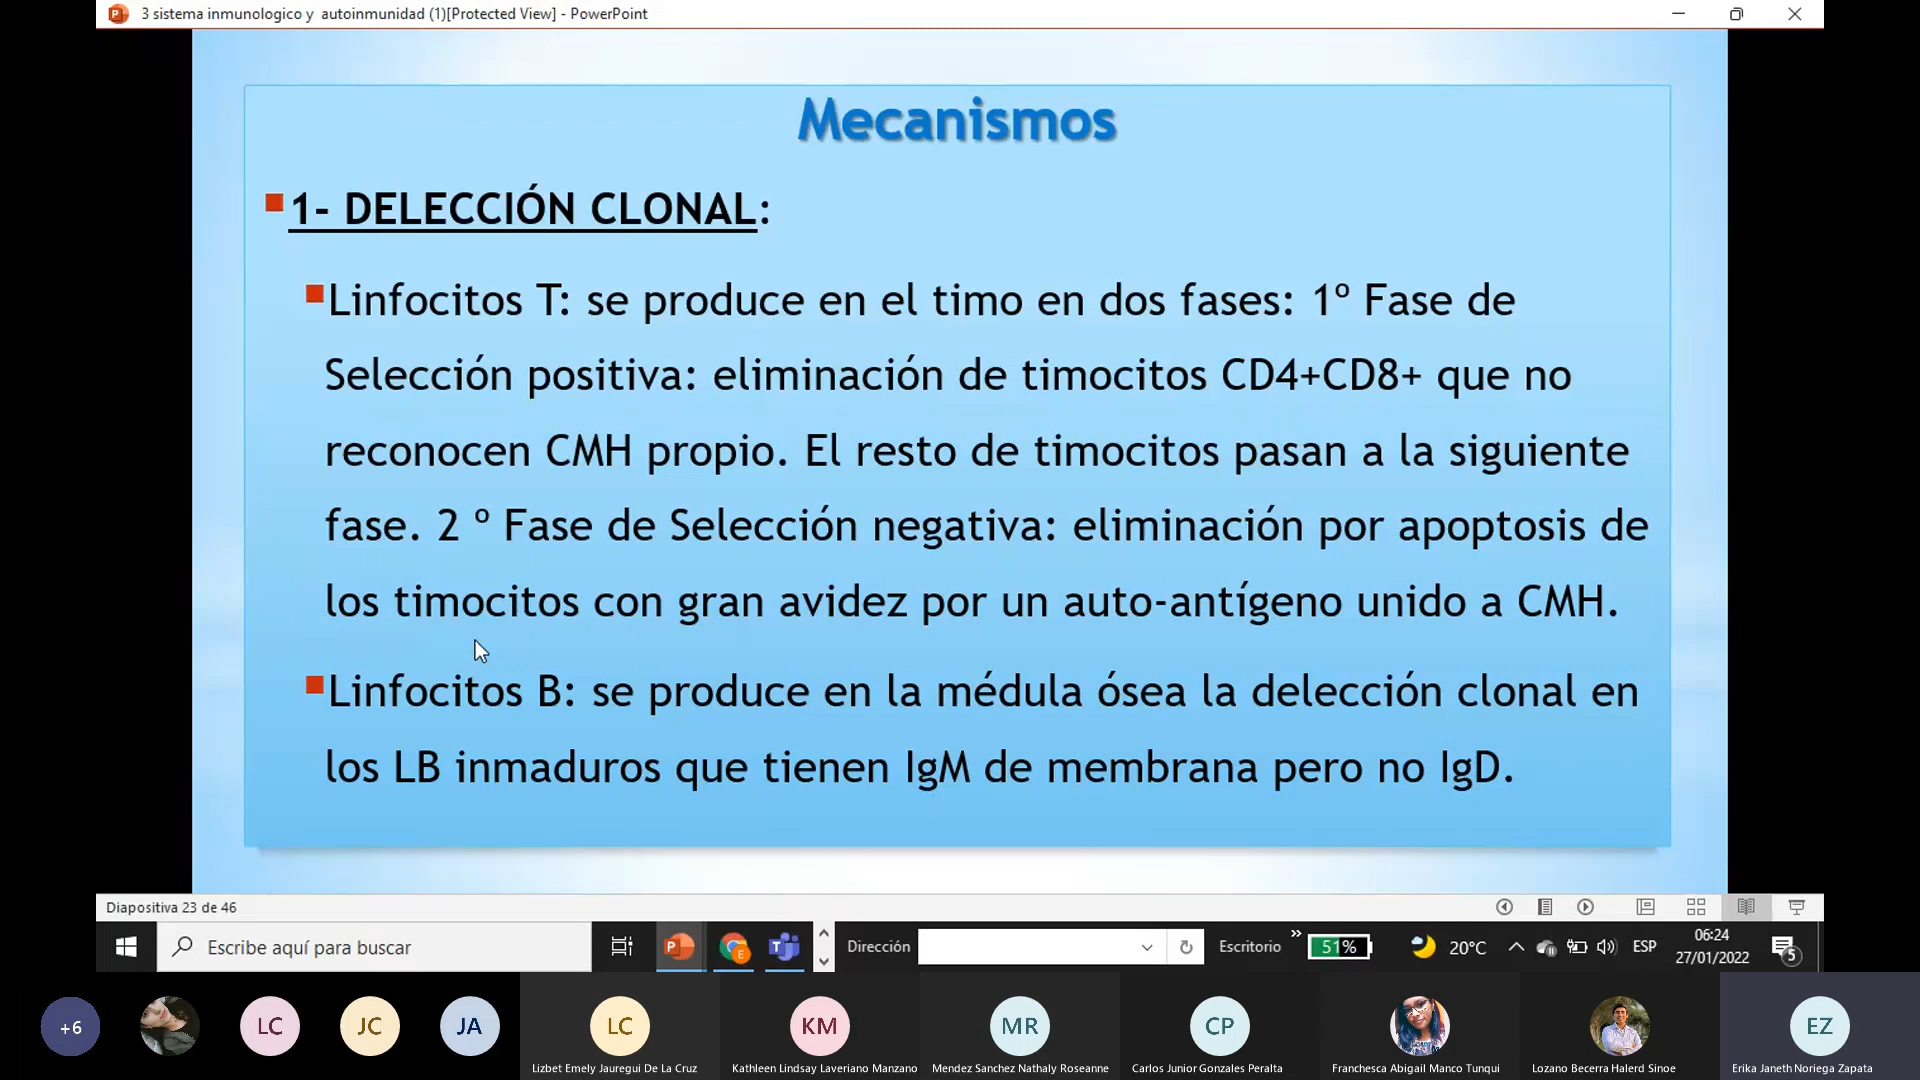 3 sistema inmunologico y autoinmunidad (1)[Protected View] - PowerPoint
Mecanismos
1- DELECCIÓN CLONAL:
Linfocitos T: se produce en el timo en dos fases: 1º Fase de
Selección positiva: eliminación de timocitos CD4+CD8+ que no
reconocen CMH propio. El resto de timocitos pasan a la siguiente
fase. 2 º Fase de Selección negativa: eliminación por apoptosis de
los timocitos con gran avidez por un auto-antígeno unido a CMH.
Linfocitos B: se produce en la médula ósea la delección clonal en
los LB inmaduros que tienen IgM de membrana pero no IgD.
Diapositiva 23 de 46
Escribe aquí para buscar
Dirección
Escritorio
51%
20°C
ESP
06:24
27/01/2022
5
+6
LC
JC
JA
LC
KM
MR
CP
EZ
Lizbet Emely Jauregui De La Cruz
Kathleen Lindsay Laveriano Manzano
Mendez Sanchez Nathaly Roseanne
Carlos Junior Gonzales Peralta
Franchesca Abigail Manco Tunqui
Lozano Becerra Halerd Sinoe
Erika Janeth Noriega Zapata